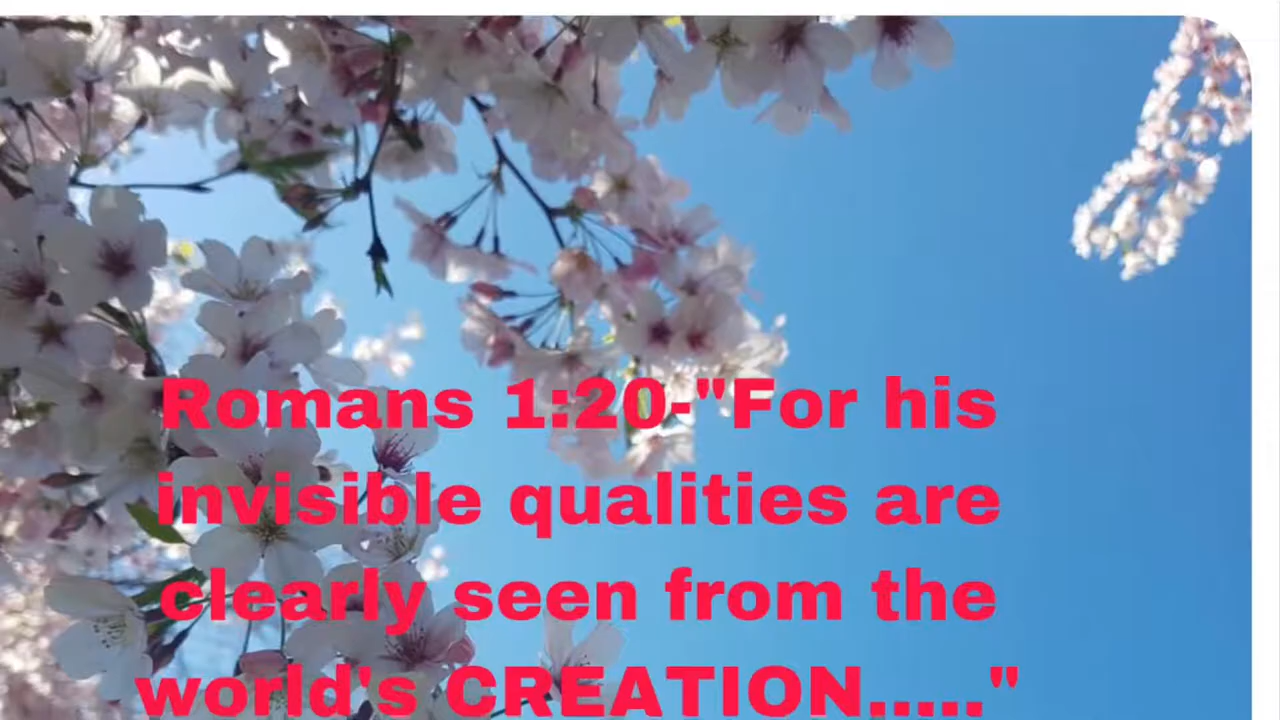 Romans 1:20-"For his
invisible qualities are
clearly seen from the
world's CREATION....."